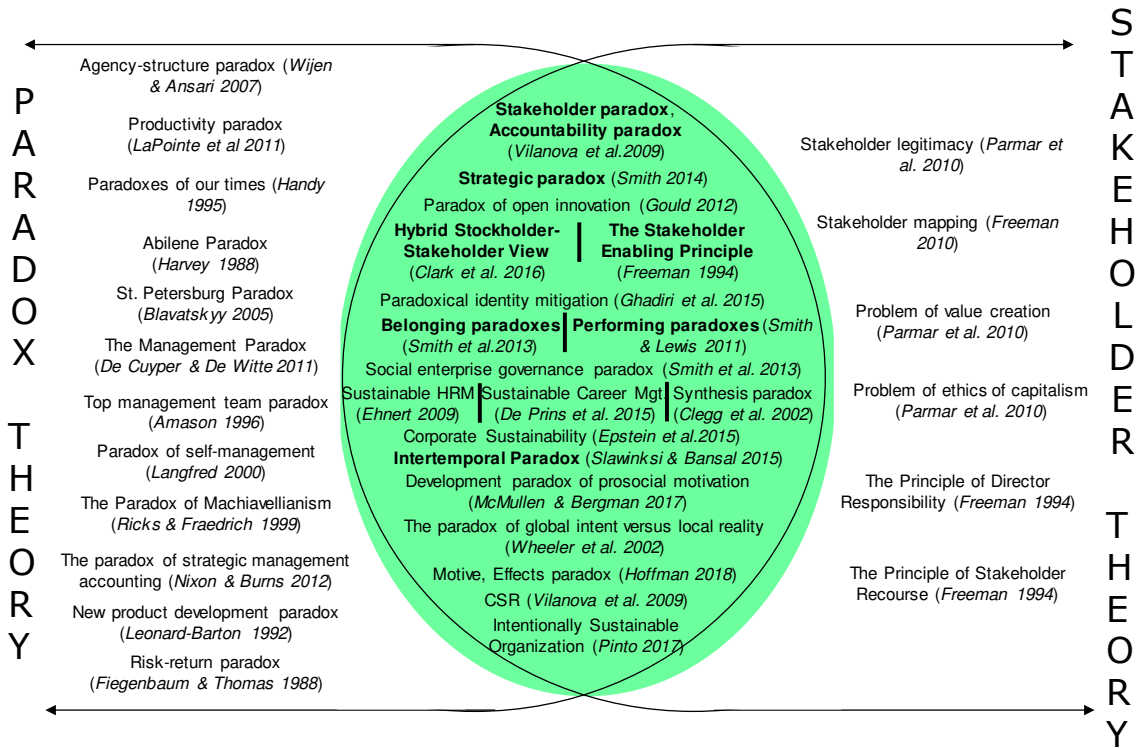 PARADOX THEORY
Agency-structure paradox (Wijen
& Ansari 2007)
Productivity paradox
(LaPointe et al 2011)
Paradoxes of our times (Handy
1995)
Abilene Paradox
(Harvey 1988)
St. Petersburg Paradox
(Blavatskyy 2005)
The Management Paradox
(De Cuyper & De Witte 2011)
Top management team paradox
(Amason 1996)
Paradox of self-management
(Langfred 2000)
The Paradox of Machiavellianism
(Ricks & Fraedrich 1999)
The paradox of strategic management
accounting (Nixon & Burns 2012)
New product development paradox
(Leonard-Barton 1992)
Risk-return paradox
(Fiegenbaum & Thomas 1988)
Stakeholder paradox,
Accountability paradox
(Vilanova et al.2009)
Strategic paradox (Smith 2014)
Paradox of open innovation (Gould 2012)
Hybrid Stockholder-
Stakeholder View
(Clark et al. 2016)
The Stakeholder
Enabling Principle
(Freeman 1994)
Paradoxical identity mitigation (Ghadiri et al. 2015)
Belonging paradoxes
(Smith et al.2013)
Performing paradoxes (Smith
& Lewis 2011)
Social enterprise governance paradox (Smith et al. 2013)
Sustainable HRM
(Ehnert 2009)
Sustainable Career Mgt.
(De Prins et al. 2015)
Synthesis paradox
(Clegg et al. 2002)
Corporate Sustainability (Epstein et al.2015)
Intertemporal Paradox (Slawinksi & Bansal 2015)
Development paradox of prosocial motivation
(McMullen & Bergman 2017)
The paradox of global intent versus local reality
(Wheeler et al. 2002)
Motive, Effects paradox (Hoffman 2018)
CSR (Vilanova et al. 2009)
Intentionally Sustainable
Organization (Pinto 2017)
Stakeholder legitimacy (Parmar et
al. 2010)
Stakeholder mapping (Freeman
2010)
Problem of value creation
(Parmar et al. 2010)
Problem of ethics of capitalism
(Parmar et al. 2010)
The Principle of Director
Responsibility (Freeman 1994)
The Principle of Stakeholder
Recourse (Freeman 1994)
STAKEHOLDER THEORY